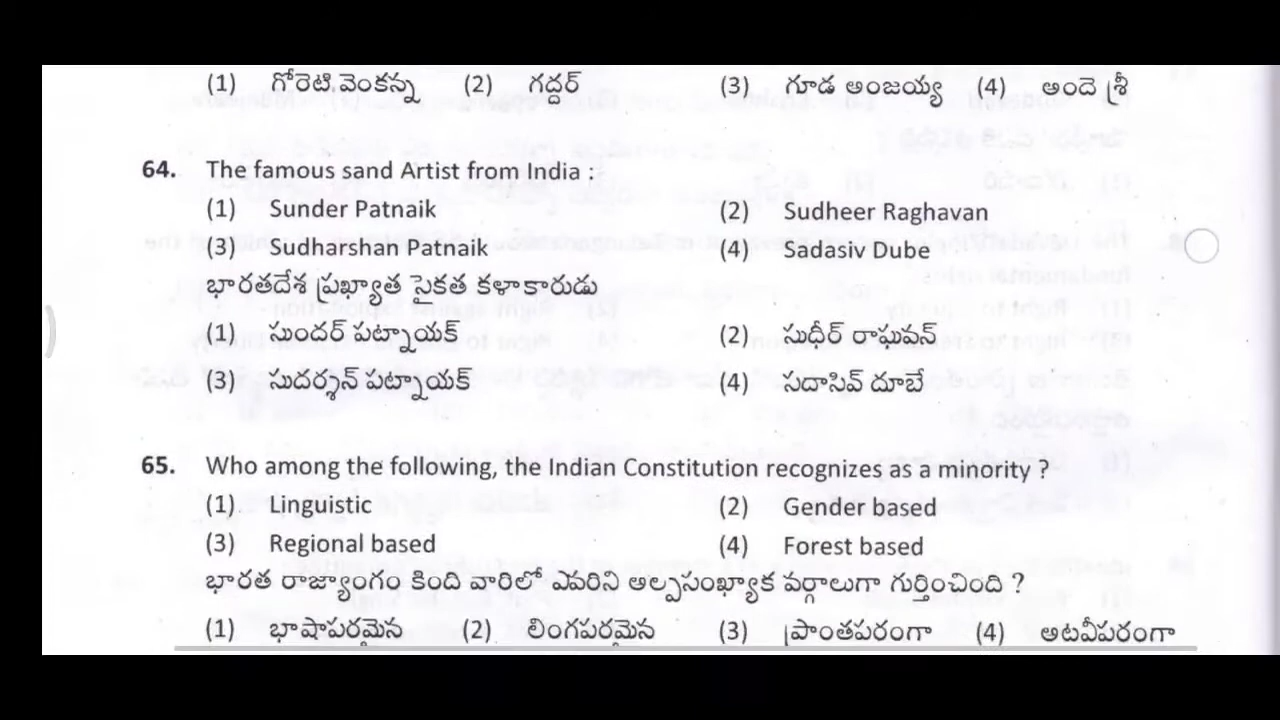 (1) గోరెటి వెంకన్న (2) గద్దర్ (3) గూడ అంజయ్య (4) అందె శ్రీ
64. The famous sand Artist from India :
(1) Sunder Patnaik (2) Sudheer Raghavan
(3) Sudharshan Patnaik (4) Sadasiv Dube
భారతదేశ ప్రఖ్యాత సైకత కళాకారుడు
(1) సుందర్ పట్నాయక్ (2) సుధీర్ రాఘవన్
(3) సుదర్శన్ పట్నాయక్ (4) సదాసివ్ దూబే
65. Who among the following, the Indian Constitution recognizes as a minority ?
(1) Linguistic (2) Gender based
(3) Regional based (4) Forest based
భారత రాజ్యాంగం కింది వారిలో ఎవరిని అల్పసంఖ్యాక వర్గాలుగా గుర్తించింది ?
(1) భాషాపరమైన (2) లింగపరమైన (3) ప్రాంతపరంగా (4) అటవీపరంగా